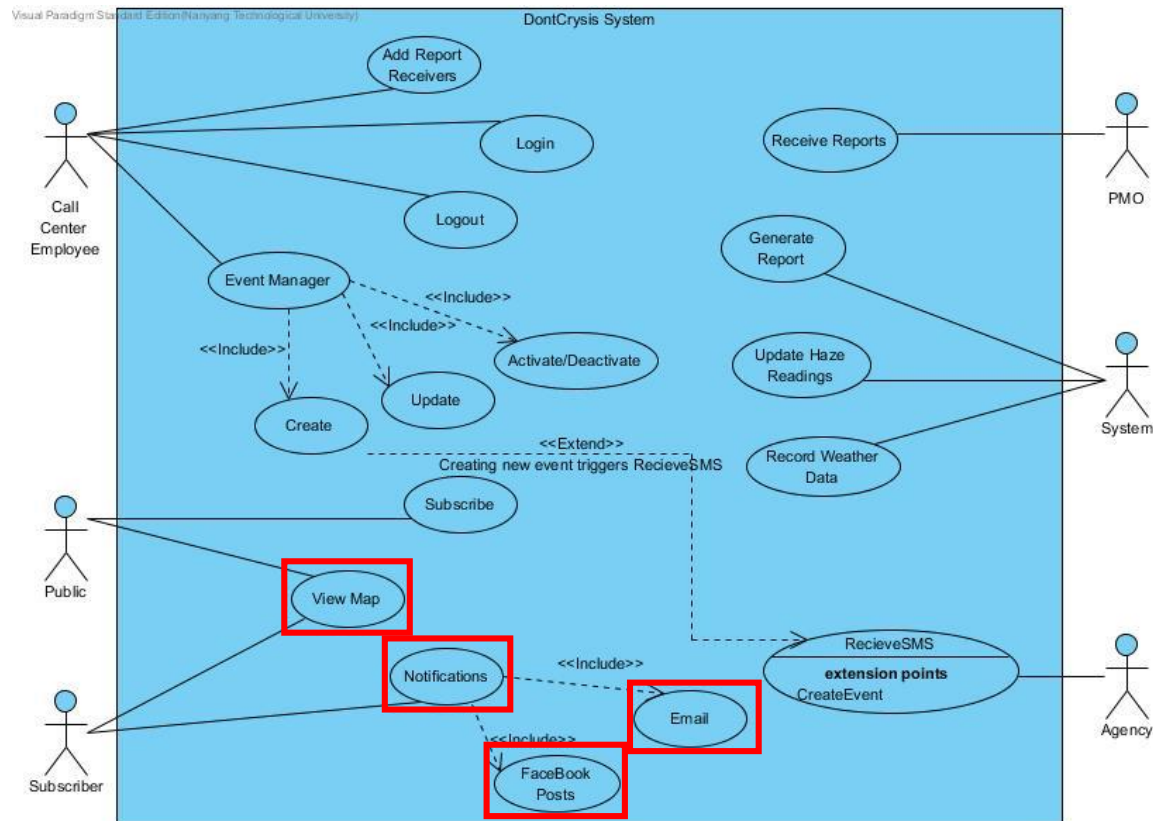 Visual Paradigm Standard Edition(Nanyang Technological University)
DontCrysis System
Add Report
Receivers
Login
Receive Reports
Call
Center
Employee
PMO
Logout
Generate
Report
Event Manager
<<Include>>
<<Include>>
<<Include>>
Activate/Deactivate
Update Haze
Readings
Update
Create
System
<<Extend>>
Creating new event triggers RecieveSMS
Record Weather
Data
Subscribe
Public
View Map
RecieveSMS
extension points
CreateEvent
Notifications
<<Include>>
Email
Agency
<<Include>>
FaceBook
Posts
Subscriber